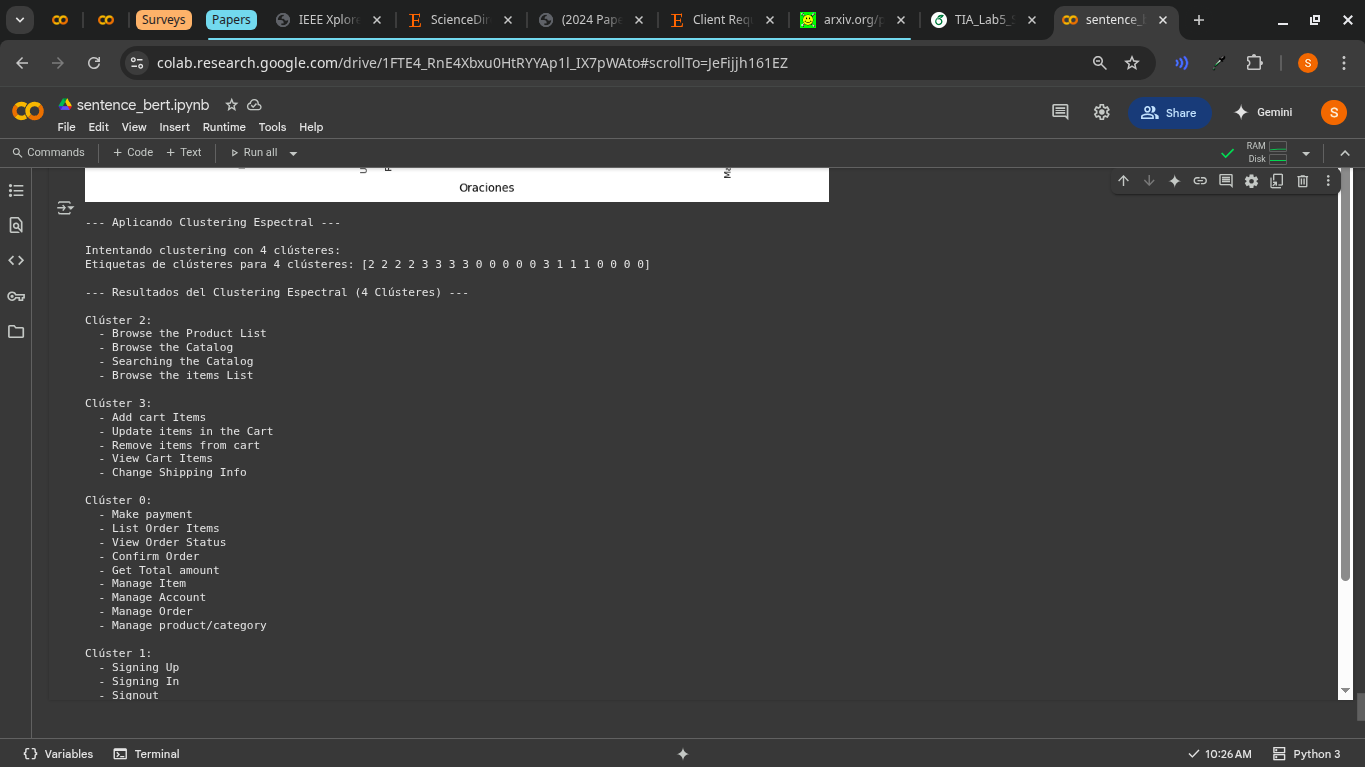 Surveys Papers IEEE Xplore ScienceDir (2024 Pape Client Req arxiv.org/p TIA_Lab5_ sentence_b
colab.research.google.com/drive/1FTE4_RnE4Xbxu0HtRYYAp1l_IX7pWAto#scrollTo=JeFijjh161EZ S
sentence_bert.ipynb
File Edit View Insert Runtime Tools Help
Share Gemini S
Commands + Code + Text Run all
RAM
Disk
Oraciones
--- Aplicando Clustering Espectral ---
Intentando clustering con 4 clústeres:
Etiquetas de clústeres para 4 clústeres: [2 2 2 2 3 3 3 3 0 0 0 0 0 3 1 1 1 0 0 0 0]
--- Resultados del Clustering Espectral (4 Clústeres) ---
Clúster 2:
- Browse the Product List
- Browse the Catalog
- Searching the Catalog
- Browse the items List
Clúster 3:
- Add cart Items
- Update items in the Cart
- Remove items from cart
- View Cart Items
- Change Shipping Info
Clúster 0:
- Make payment
- List Order Items
- View Order Status
- Confirm Order
- Get Total amount
- Manage Item
- Manage Account
- Manage Order
- Manage product/category
Clúster 1:
- Signing Up
- Signing In
- Signout
Variables Terminal
10:26 AM Python 3